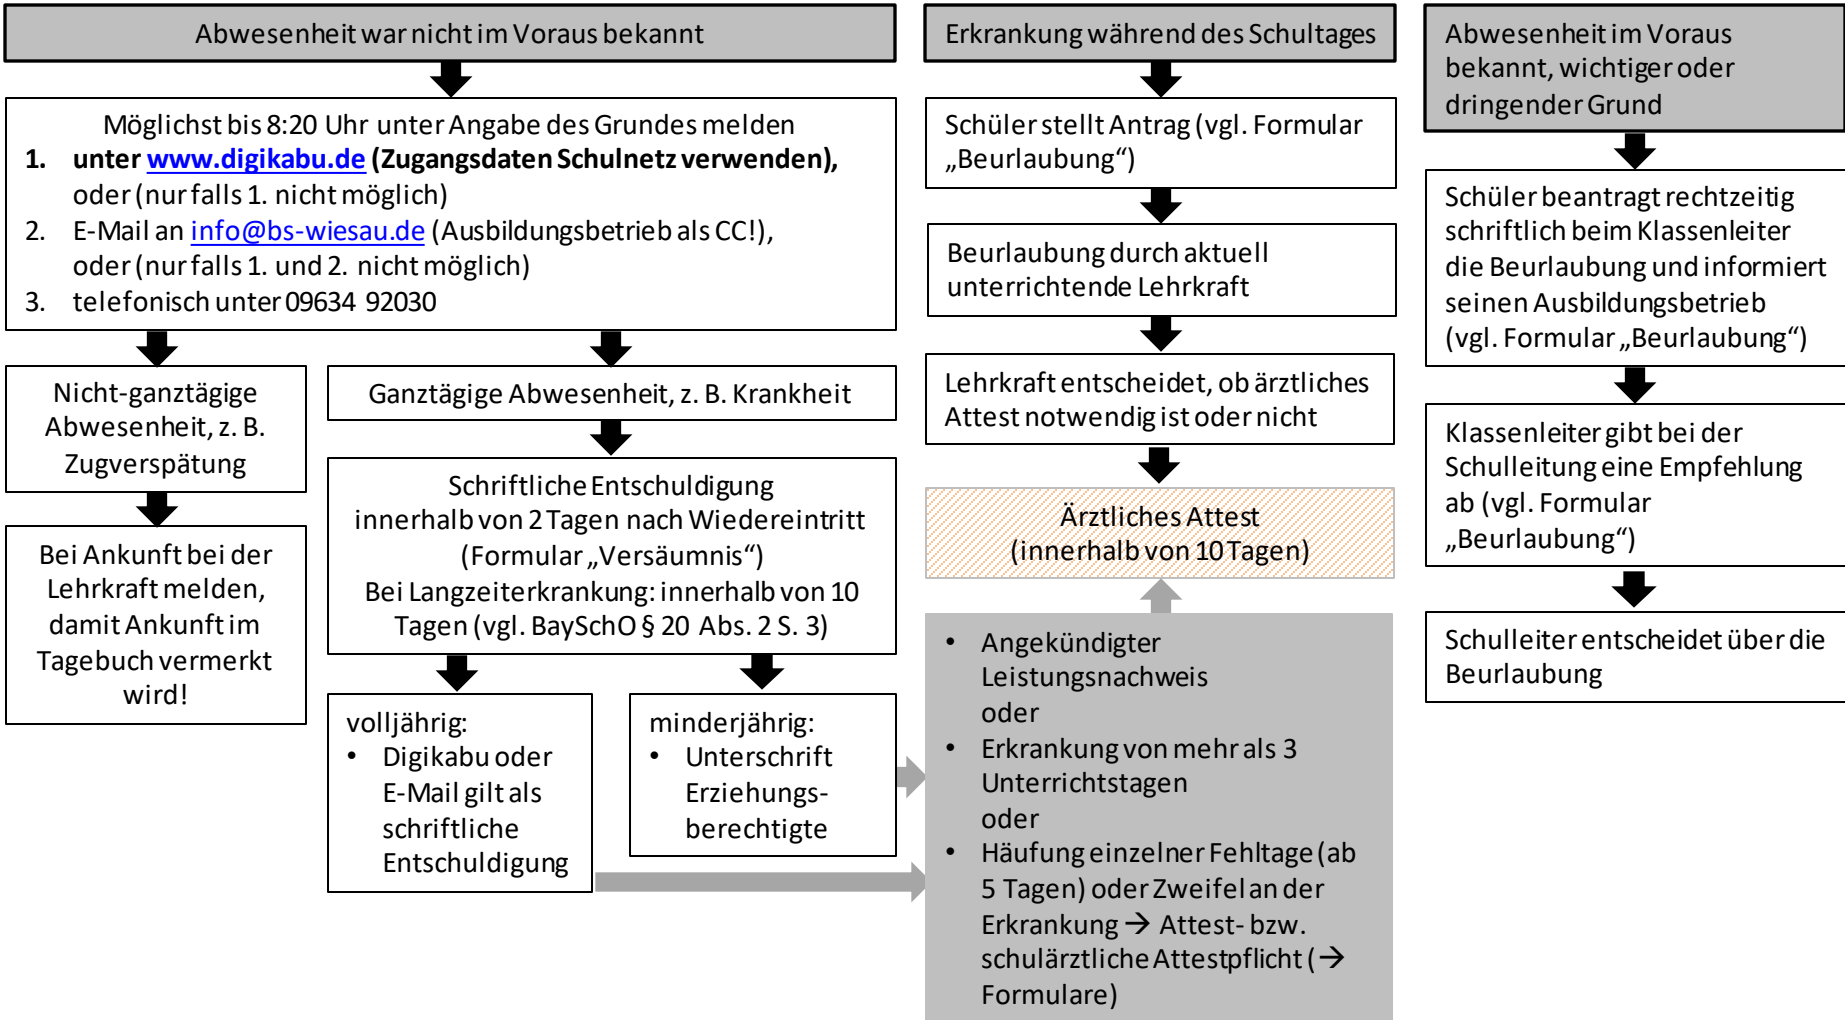 Abwesenheit war nicht im Voraus bekannt
Möglichst bis 8:20 Uhr unter Angabe des Grundes melden
1. unter www.digikabu.de (Zugangsdaten Schulnetz verwenden),
oder (nur falls 1. nicht möglich)
2. E-Mail an info@bs-wiesau.de (Ausbildungsbetrieb als CC!),
oder (nur falls 1. und 2. nicht möglich)
3. telefonisch unter 09634 92030
Nicht-ganztägige
Abwesenheit, z. B.
Zugverspätung
Bei Ankunft bei der
Lehrkraft melden,
damit Ankunft im
Tagebuch vermerkt
wird!
Ganztägige Abwesenheit, z. B. Krankheit
Schriftliche Entschuldigung
innerhalb von 2 Tagen nach Wiedereintritt
(Formular „Versäumnis“)
Bei Langzeiterkrankung: innerhalb von 10
Tagen (vgl. BaySchO § 20 Abs. 2 S. 3)
volljährig:
• Digikabu oder
E-Mail gilt als
schriftliche
Entschuldigung
minderjährig:
• Unterschrift
Erziehungs-
berechtigte
Erkrankung während des Schultages
Schüler stellt Antrag (vgl. Formular
„Beurlaubung“)
Beurlaubung durch aktuell
unterrichtende Lehrkraft
Lehrkraft entscheidet, ob ärztliches
Attest notwendig ist oder nicht
Ärztliches Attest
(innerhalb von 10 Tagen)
• Angekündigter
Leistungsnachweis
oder
• Erkrankung von mehr als 3
Unterrichtstagen
oder
• Häufung einzelner Fehltage (ab
5 Tagen) oder Zweifel an der
Erkrankung → Attest- bzw.
schulärztliche Attestpflicht (→
Formulare)
Abwesenheit im Voraus
bekannt, wichtiger oder
dringender Grund
Schüler beantragt rechtzeitig
schriftlich beim Klassenleiter
die Beurlaubung und informiert
seinen Ausbildungsbetrieb
(vgl. Formular „Beurlaubung“)
Klassenleiter gibt bei der
Schulleitung eine Empfehlung
ab (vgl. Formular
„Beurlaubung“)
Schulleiter entscheidet über die
Beurlaubung